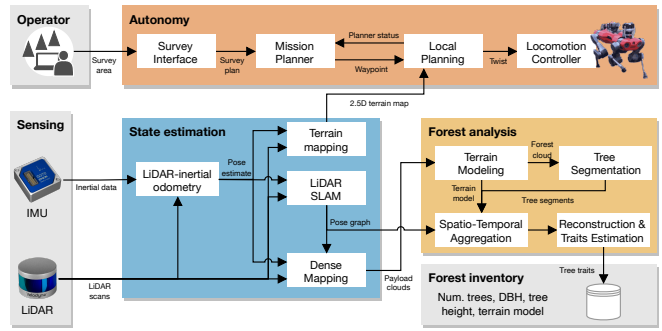 Operator
Autonomy
Survey
area
Survey
Interface
Survey
plan
Mission
Planner
Planner status
Waypoint
Local
Planning
Twist
Locomotion
Controller
2.5D terrain map
Sensing
IMU
Inertial data
LiDAR
LiDAR
scans
State estimation
LiDAR-inertial
odometry
Pose
estimate
Terrain
mapping
LiDAR
SLAM
Pose graph
Dense
Mapping
Payload
clouds
Forest analysis
Terrain
Modeling
Forest
cloud
Tree
Segmentation
Terrain
model
Tree segments
Spatio-Temporal
Aggregation
Reconstruction &
Traits Estimation
Tree traits
Forest inventory
Num. trees, DBH, tree
height, terrain model